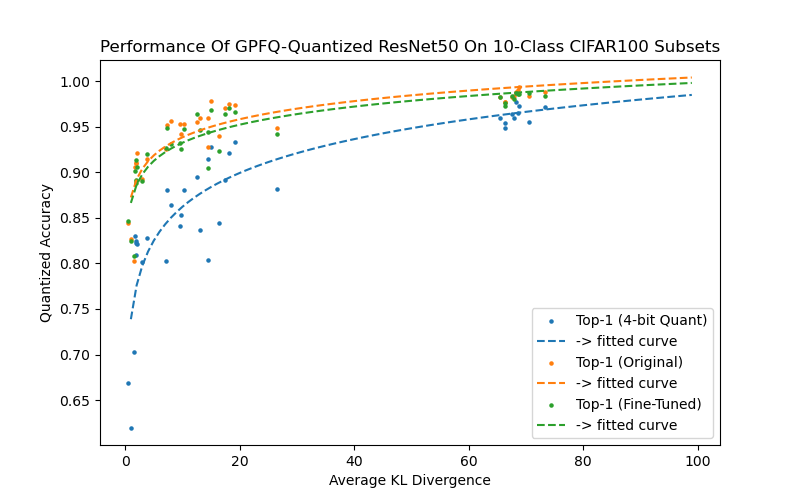 Performance Of GPFQ-Quantized ResNet50 On 10-Class CIFAR100 Subsets
Quantized Accuracy
1.00
0.95
0.90
0.85
0.80
0.75
0.70
0.65
Top-1 (4-bit Quant)
-> fitted curve
Top-1 (Original)
-> fitted curve
Top-1 (Fine-Tuned)
-> fitted curve
0 20 40 60 80 100
Average KL Divergence